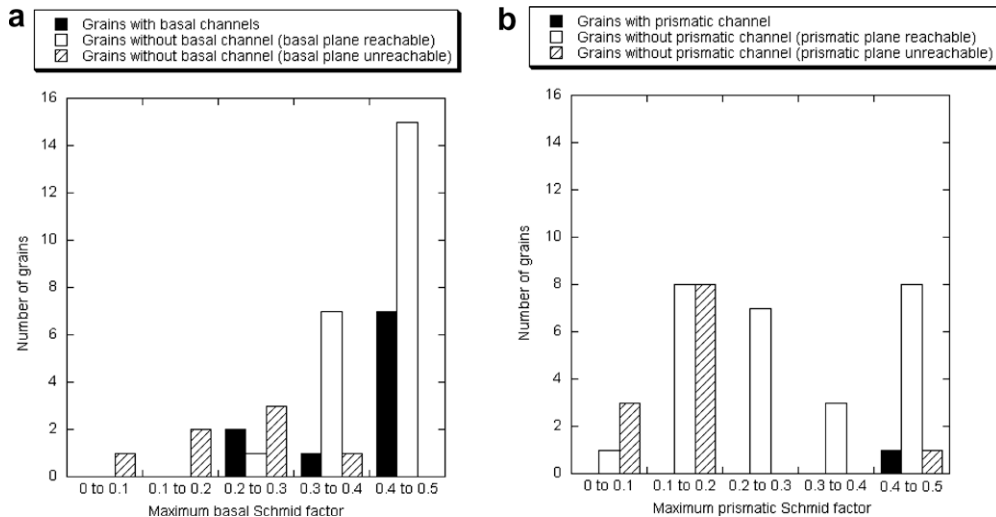 a
Grains with basal channels
Grains without basal channel (basal plane reachable)
Grains without basal channel (basal plane unreachable)
16
14
12
10
8
6
4
2
0
Number of grains
0 to 0.1 0.1 to 0.2 0.2 to 0.3 0.3 to 0.4 0.4 to 0.5
Maximum basal Schmid factor
b
Grains with prismatic channel
Grains without prismatic channel (prismatic plane reachable)
Grains without prismatic channel (prismatic plane unreachable)
16
14
12
10
8
6
4
2
0
Number of grains
0 to 0.1 0.1 to 0.2 0.2 to 0.3 0.3 to 0.4 0.4 to 0.5
Maximum prismatic Schmid factor